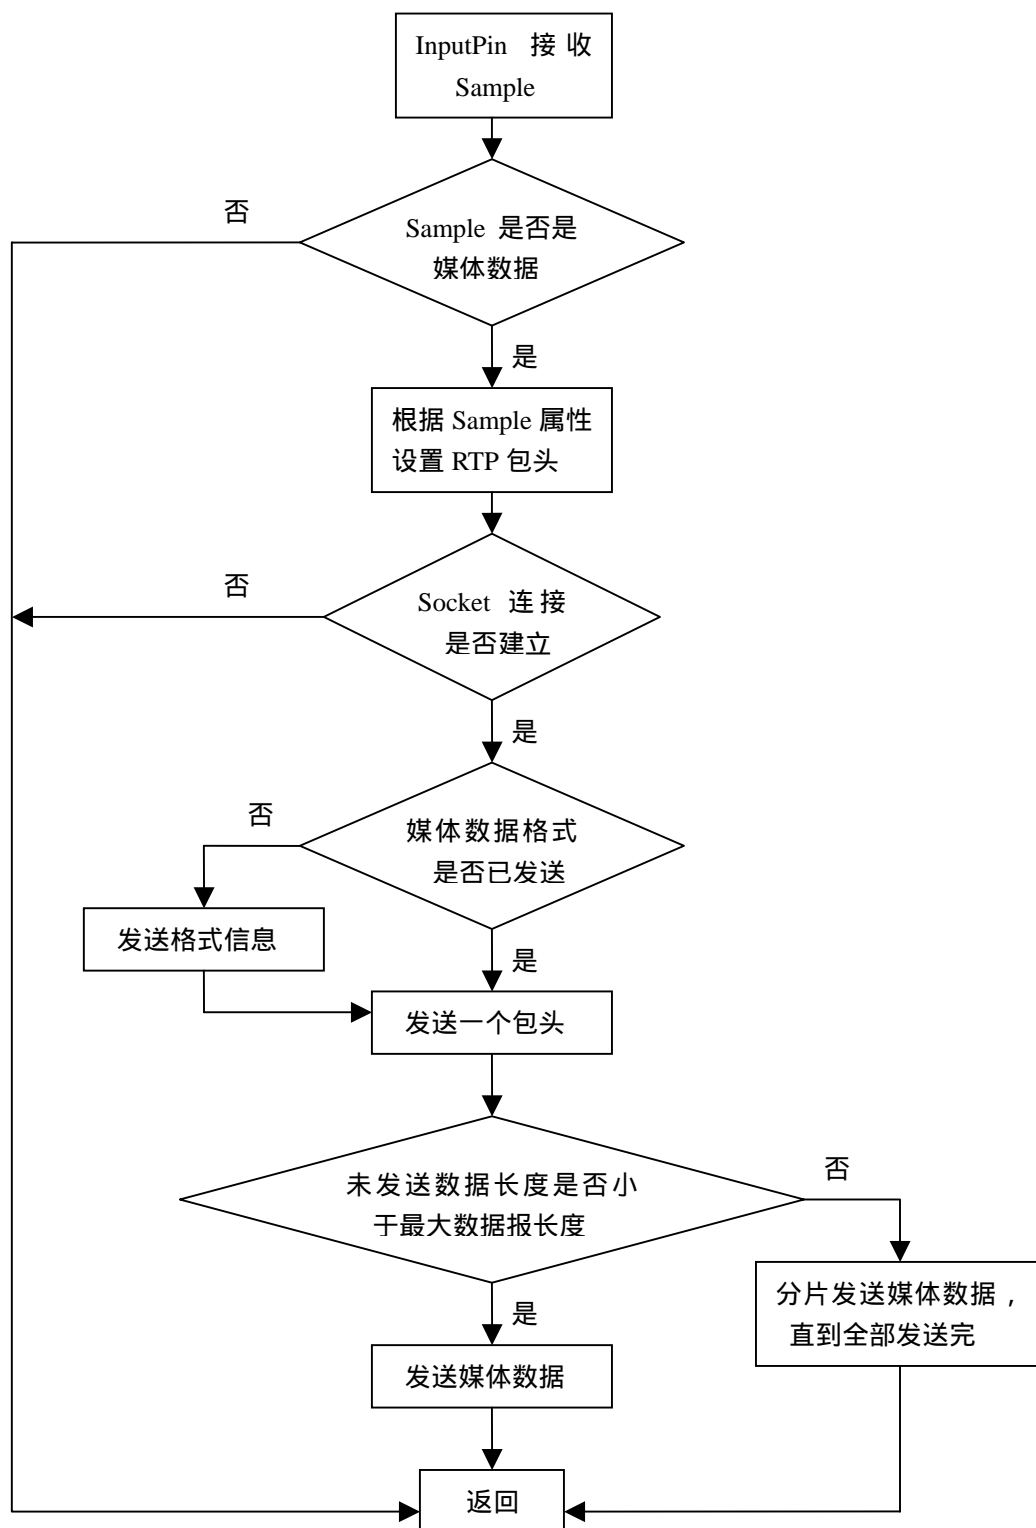 InputPin 接收
Sample
否
Sample 是否是
媒体数据
是
根据 Sample 属性
设置 RTP 包头
否
Socket 连接
是否建立
是
否
媒体数据格式
是否已发送
发送格式信息
是
发送一个包头
未发送数据长度是否小
于最大数据报长度
否
是
分片发送媒体数据，
直到全部发送完
发送媒体数据
返回